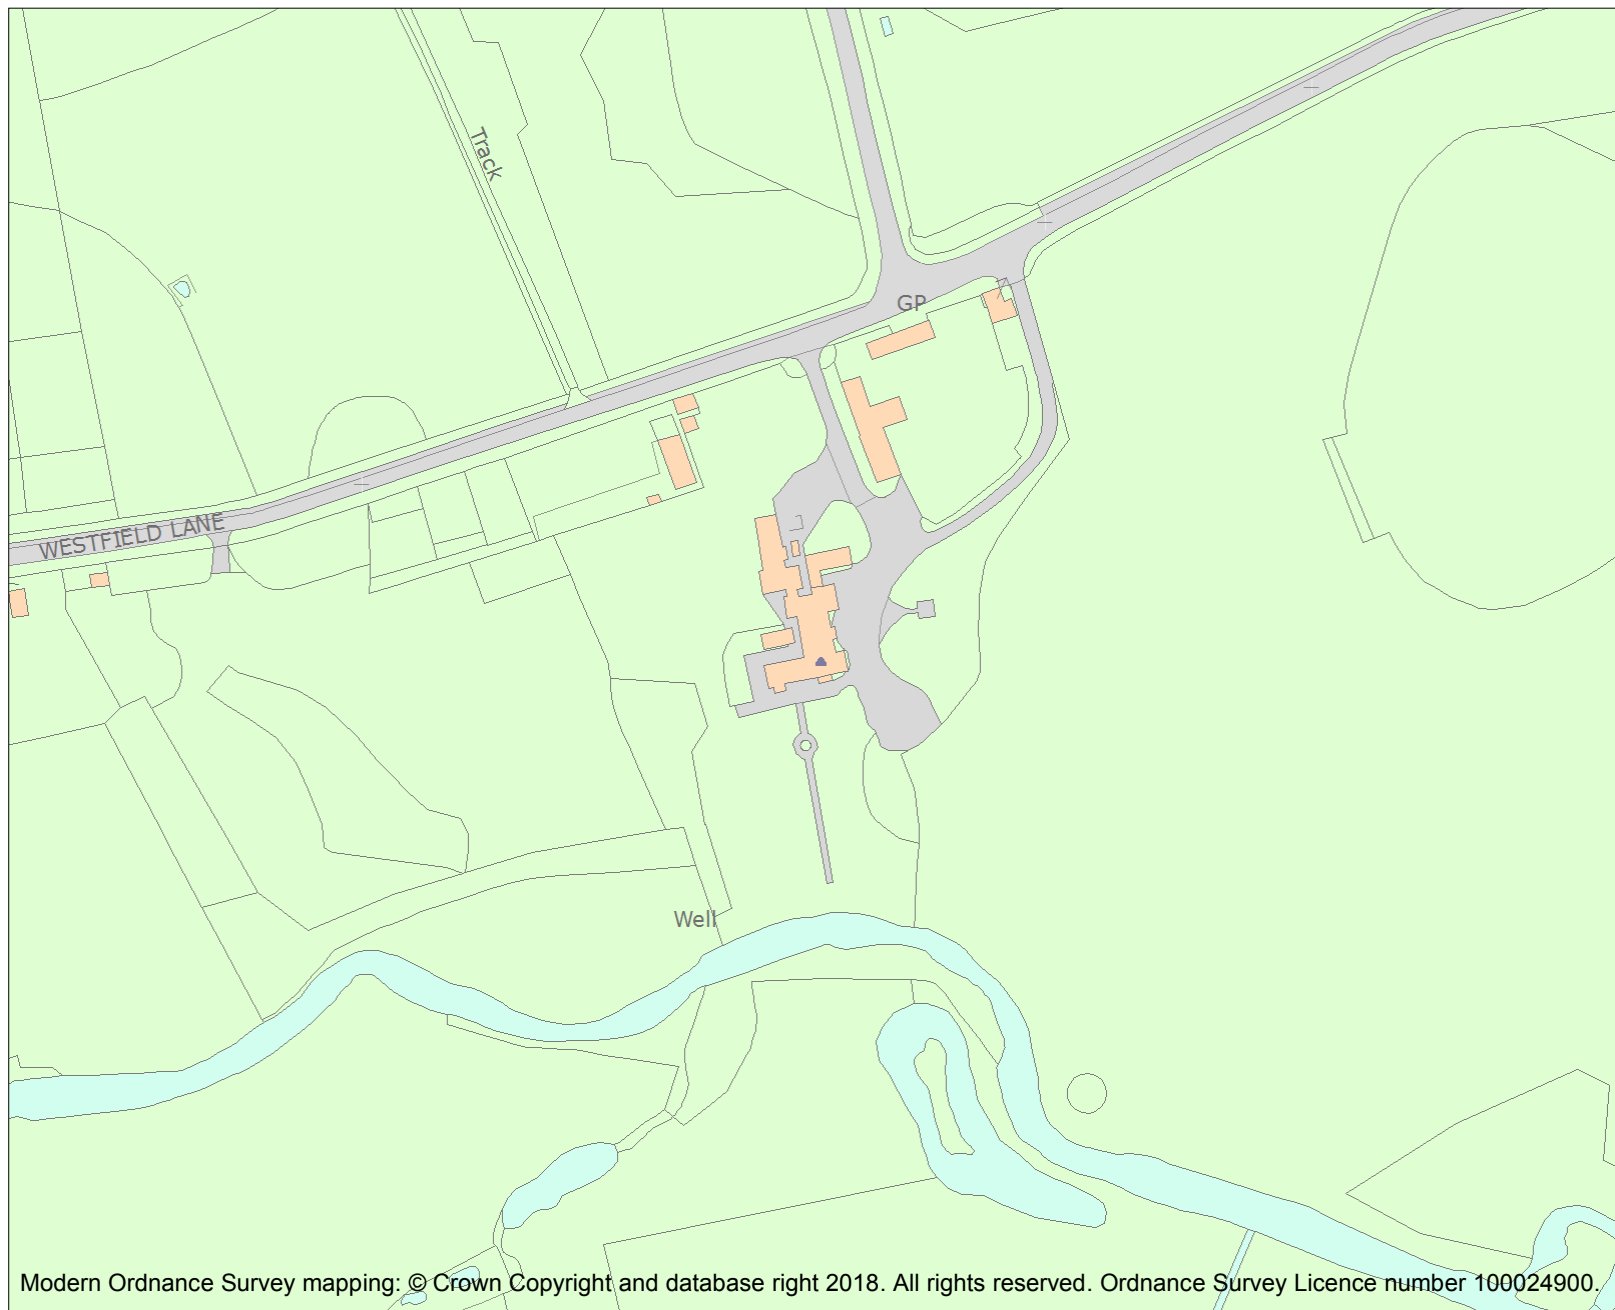 Track
GP
WESTFIELD LANE
Well
Modern Ordnance Survey mapping: © Crown Copyright and database right 2018. All rights reserved. Ordnance Survey Licence number 100024900.